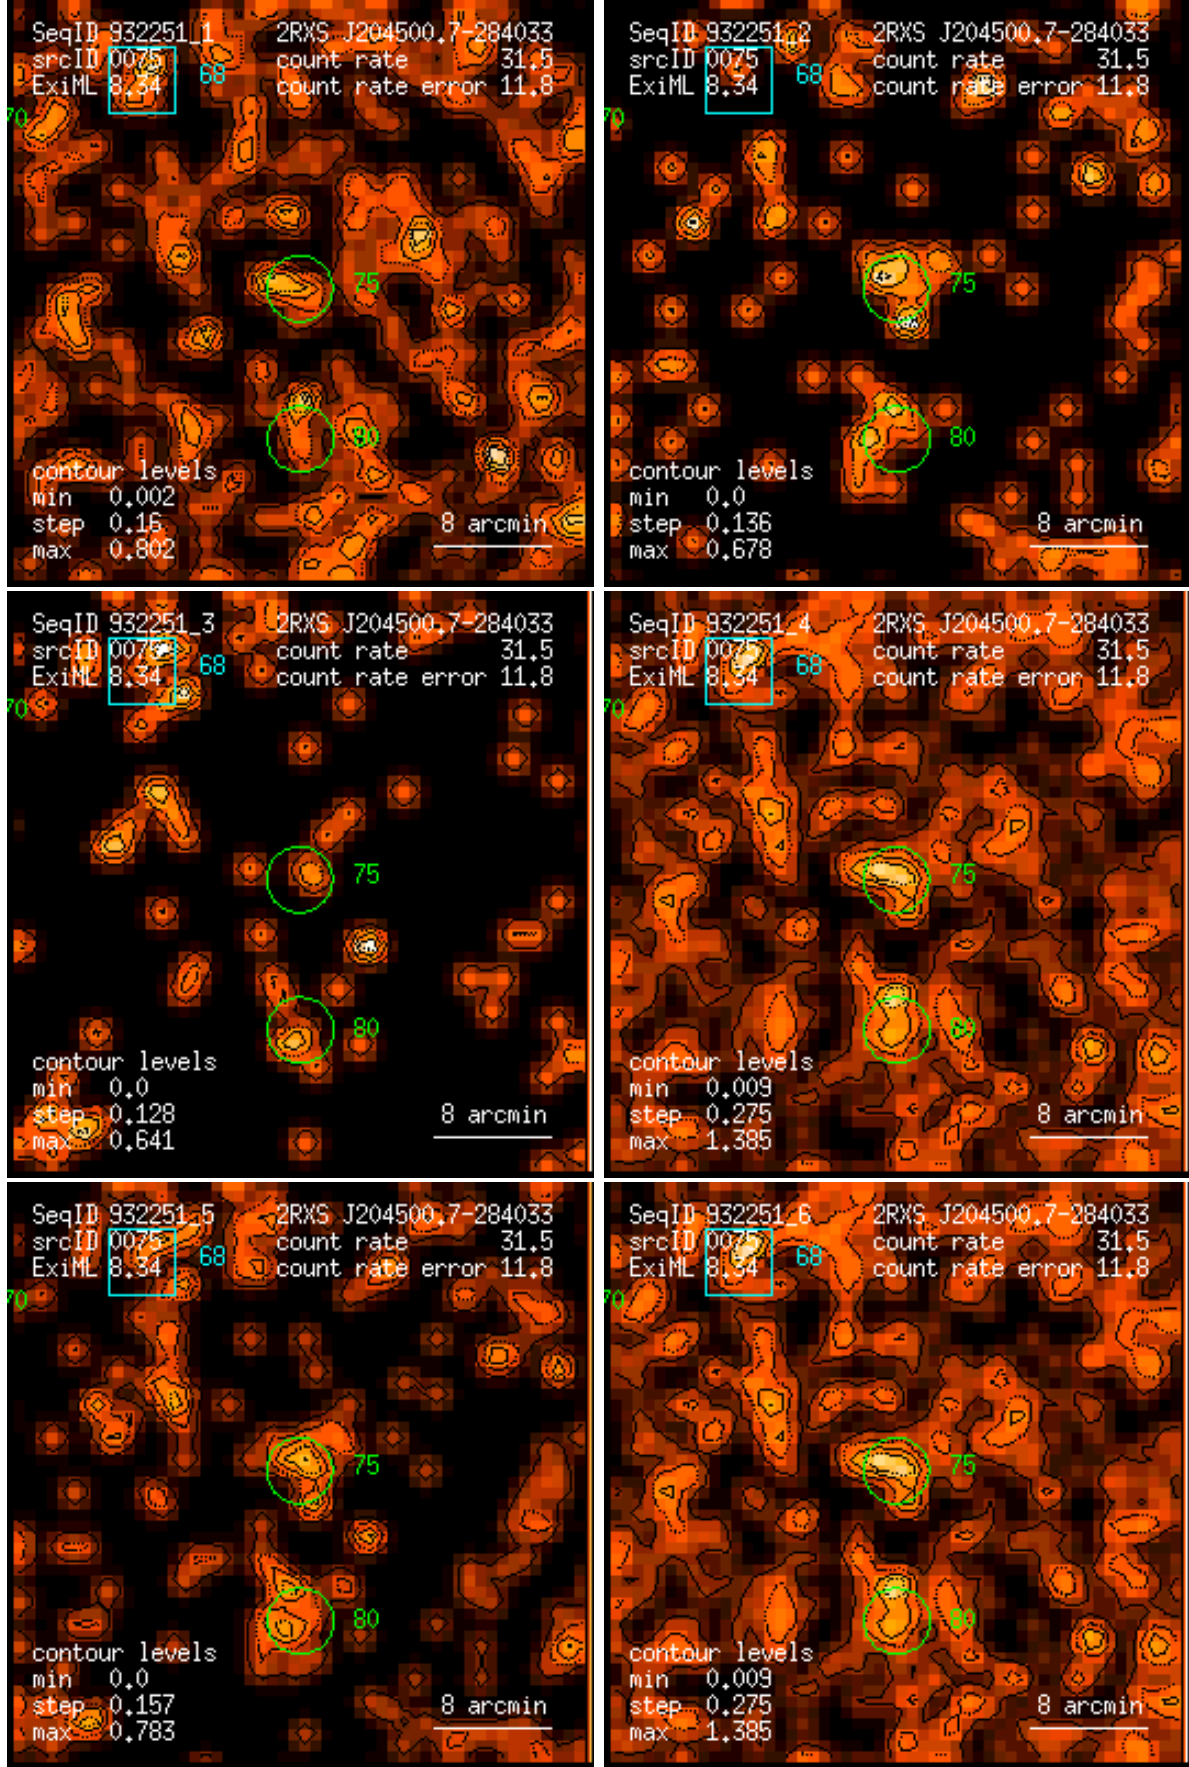 SeqID 932251_1 2RXS J204500.7-284033
srcID 0075 68 count rate 31.5
ExiML 8.34 count rate error 11.8
70
75
80
contour levels
min 0.002
step 0.16 8 arcmin
max 0.802
SeqID 932251_2 2RXS J204500.7-284033
srcID 0075 68 count rate 31.5
ExiML 8.34 count rate error 11.8
70
75
80
contour levels
min 0.0
step 0.136 8 arcmin
max 0.678
SeqID 932251_3 2RXS J204500.7-284033
srcID 0075 68 count rate 31.5
ExiML 8.34 count rate error 11.8
70
75
80
contour levels
min 0.0
step 0.128 8 arcmin
max 0.641
SeqID 932251_4 2RXS J204500.7-284033
srcID 0075 68 count rate 31.5
ExiML 8.34 count rate error 11.8
70
75
80
contour levels
min 0.009
step 0.275 8 arcmin
max 1.385
SeqID 932251_5 2RXS J204500.7-284033
srcID 0075 68 count rate 31.5
ExiML 8.34 count rate error 11.8
70
75
80
contour levels
min 0.0
step 0.157 8 arcmin
max 0.783
SeqID 932251_6 2RXS J204500.7-284033
srcID 0075 68 count rate 31.5
ExiML 8.34 count rate error 11.8
70
75
80
contour levels
min 0.009
step 0.275 8 arcmin
max 1.385